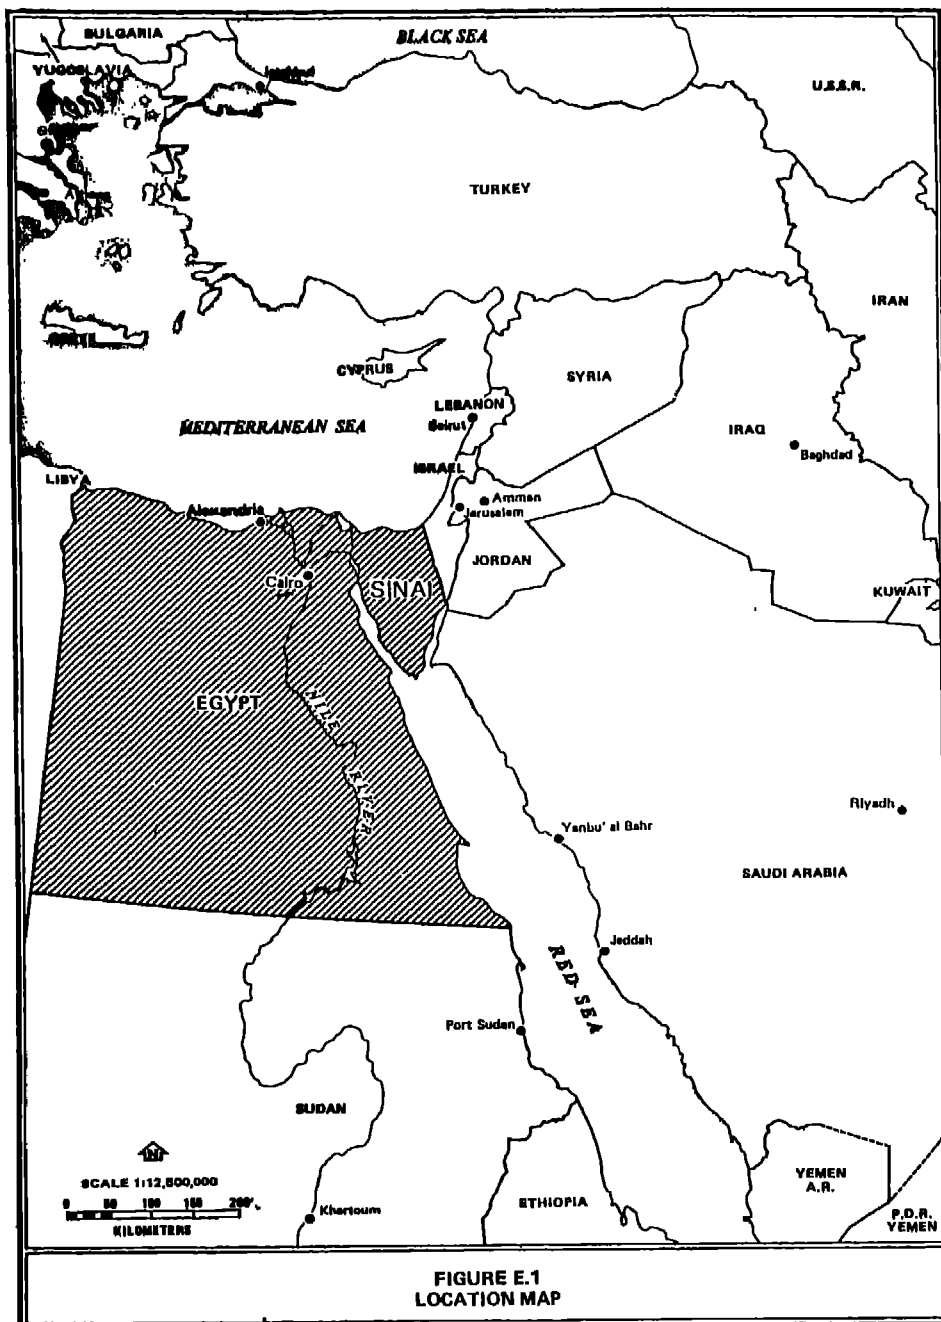 BULGARIA
BLACK SEA
YUGOSLAVIA
Istanbul
U.S.S.R.
TURKEY
IRAN
CRETE
CYPRUS
SYRIA
LEBANON
Beirut
MEDITERRANEAN SEA
IRAQ
Baghdad
ISRAEL
LIBYA
Amman
Alexandria
Jerusalem
JORDAN
Cairo
SINAI
KUWAIT
EGYPT
NILE RIVER
Riyadh
Yanbu' al Bahr
SAUDI ARABIA
Jeddah
RED SEA
Port Sudan
SUDAN
N
SCALE 1:12,500,000
0 50 100 150 200
KILOMETERS
Khartoum
ETHIOPIA
YEMEN
A.R.
P.D.R.
YEMEN
FIGURE E.1
LOCATION MAP